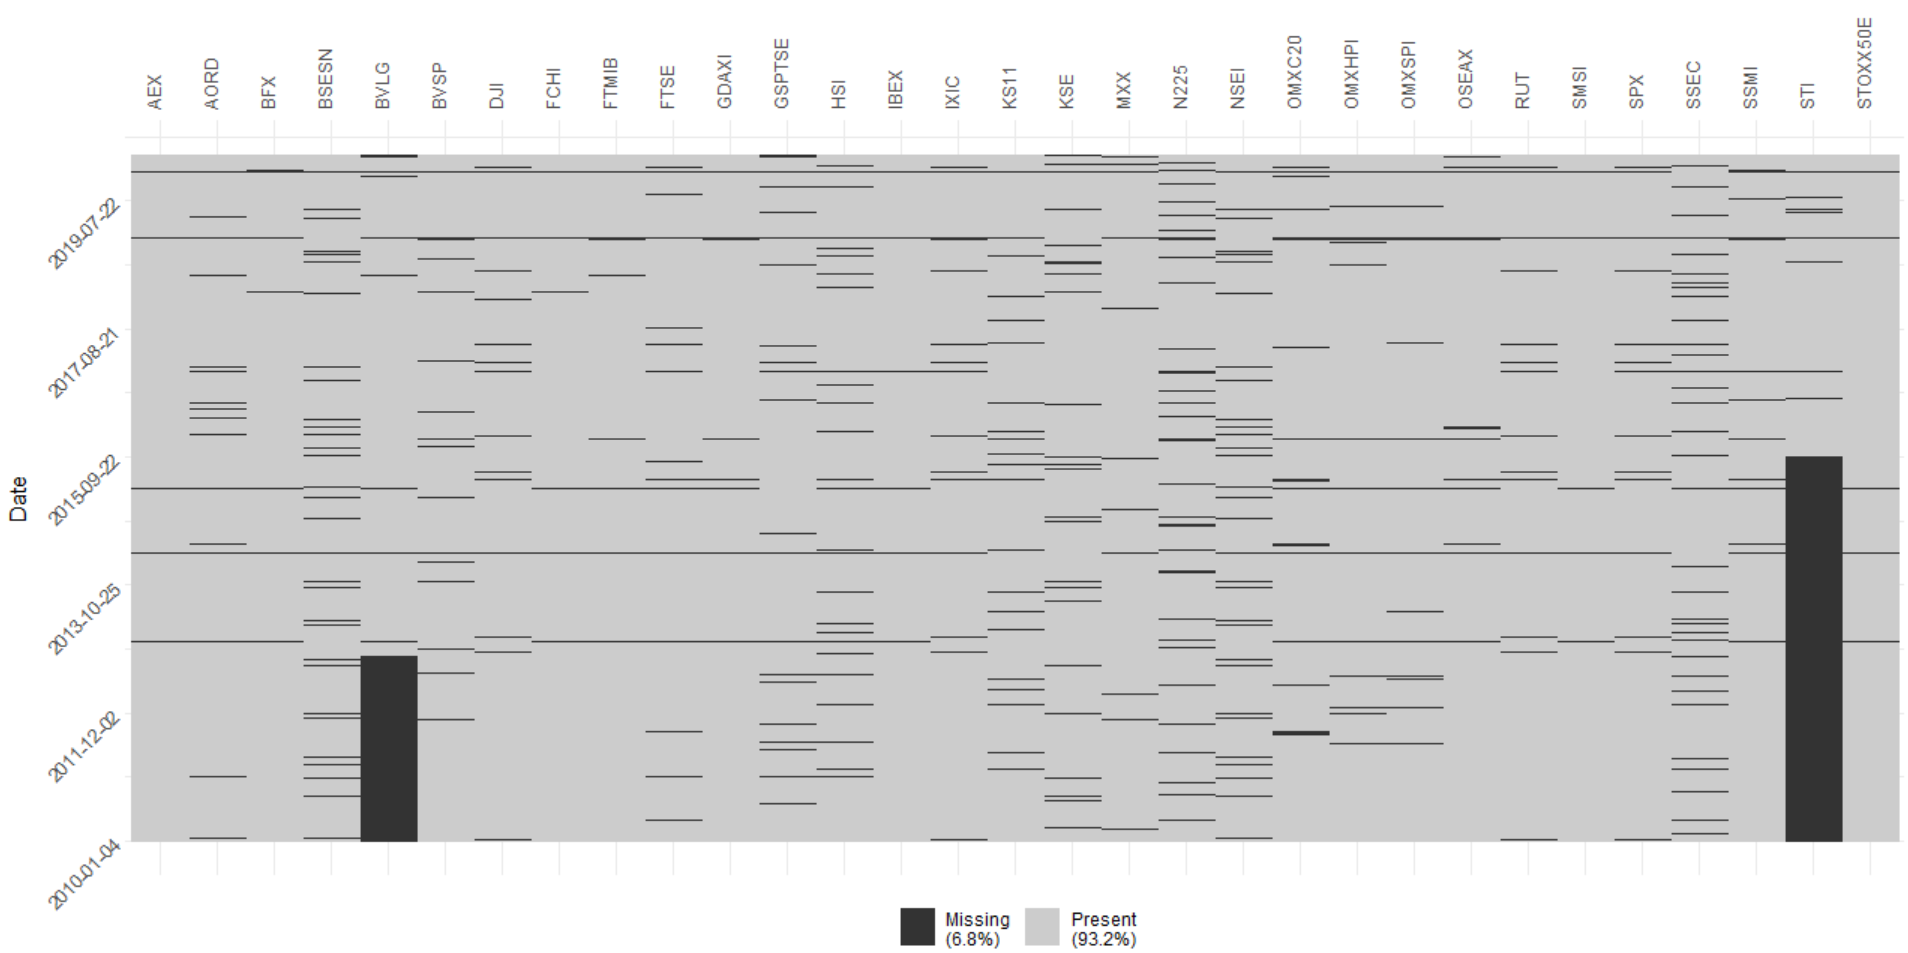 AEX
AORD
BFX
BSESN
BVLG
BVSP
DJI
FCHI
FTMIB
FTSE
GDAXI
GSPTSE
HSI
IBEX
IXIC
KS11
KSE
MXX
N225
NSEI
OMXC20
OMXHPI
OMXSPI
OSEAX
RUT
SMSI
SPX
SSEC
SSMI
STI
STOXX50E
Date
2019-07-22
2017-08-21
2015-09-22
2013-10-25
2011-12-02
2010-01-04
Missing
(6.8%)
Present
(93.2%)